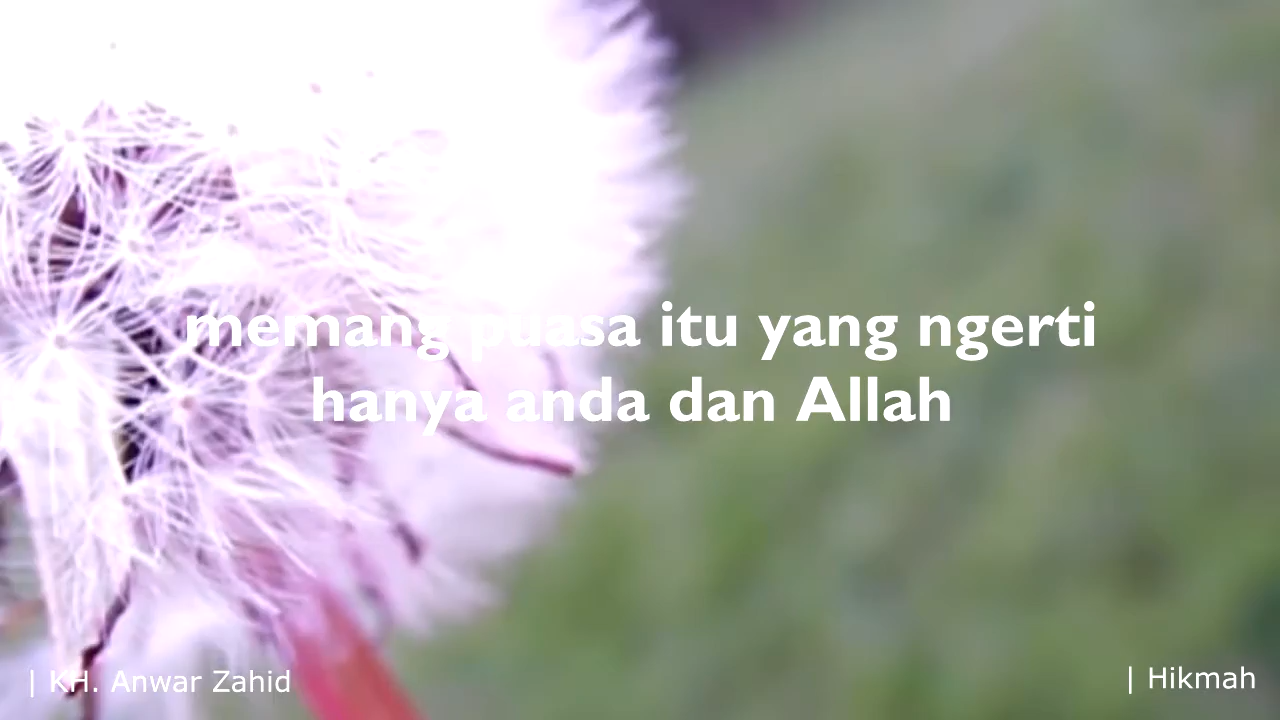 memang puasa itu yang ngerti
hanya anda dan Allah
| KH. Anwar Zahid
| Hikmah